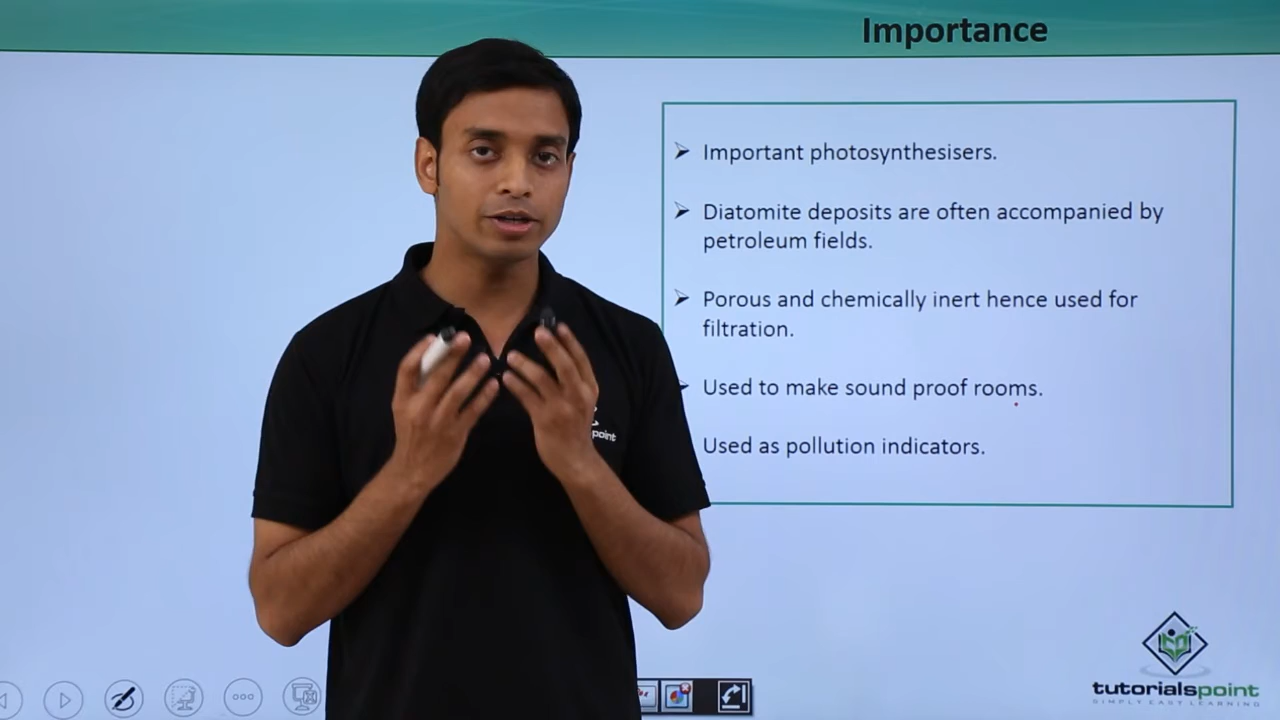 Importance
Important photosynthesisers.
Diatomite deposits are often accompanied by
petroleum fields.
Porous and chemically inert hence used for
filtration.
Used to make sound proof rooms.
Used as pollution indicators.
point
tutorialspoint
SIMPLY EASY LEARNING